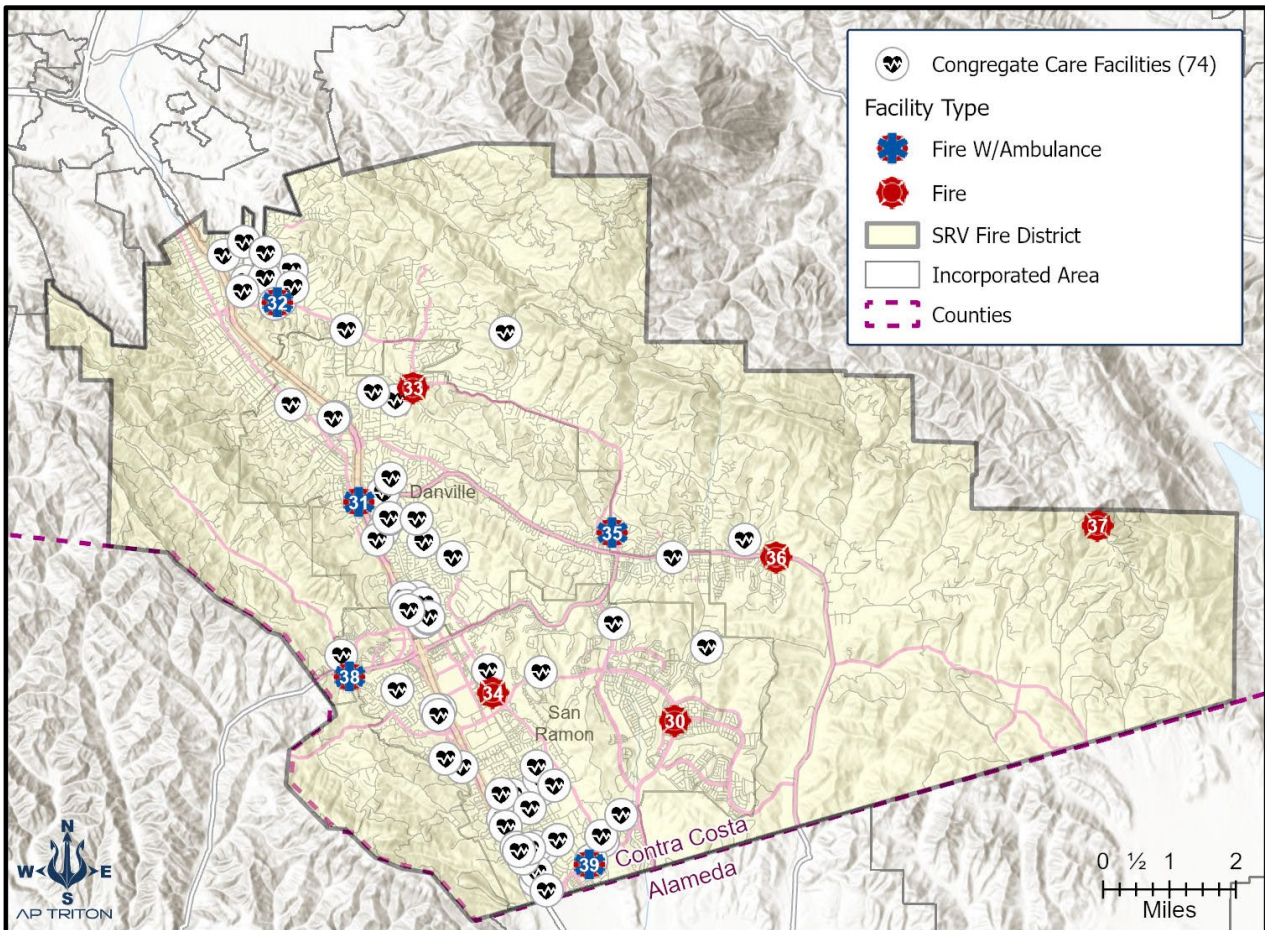 Congregate Care Facilities (74)
Facility Type
Fire W/Ambulance
Fire
SRV Fire District
Incorporated Area
Counties
32
33
31
Danville
35
37
36
38
34
San
Ramon
30
39
Contra Costa
Alameda
N
W E
S
AP TRITON
0 ½ 1 2
Miles